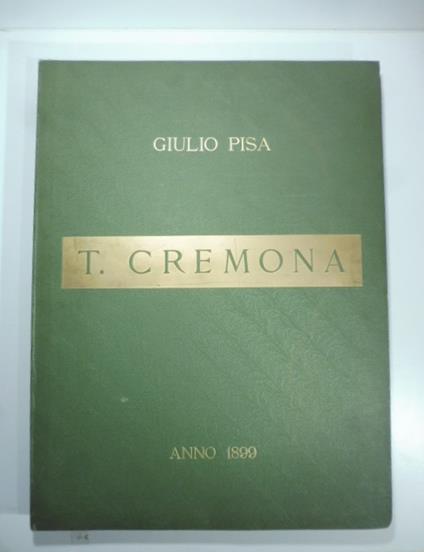 GIULIO PISA
T. CREMONA
ANNO 1899